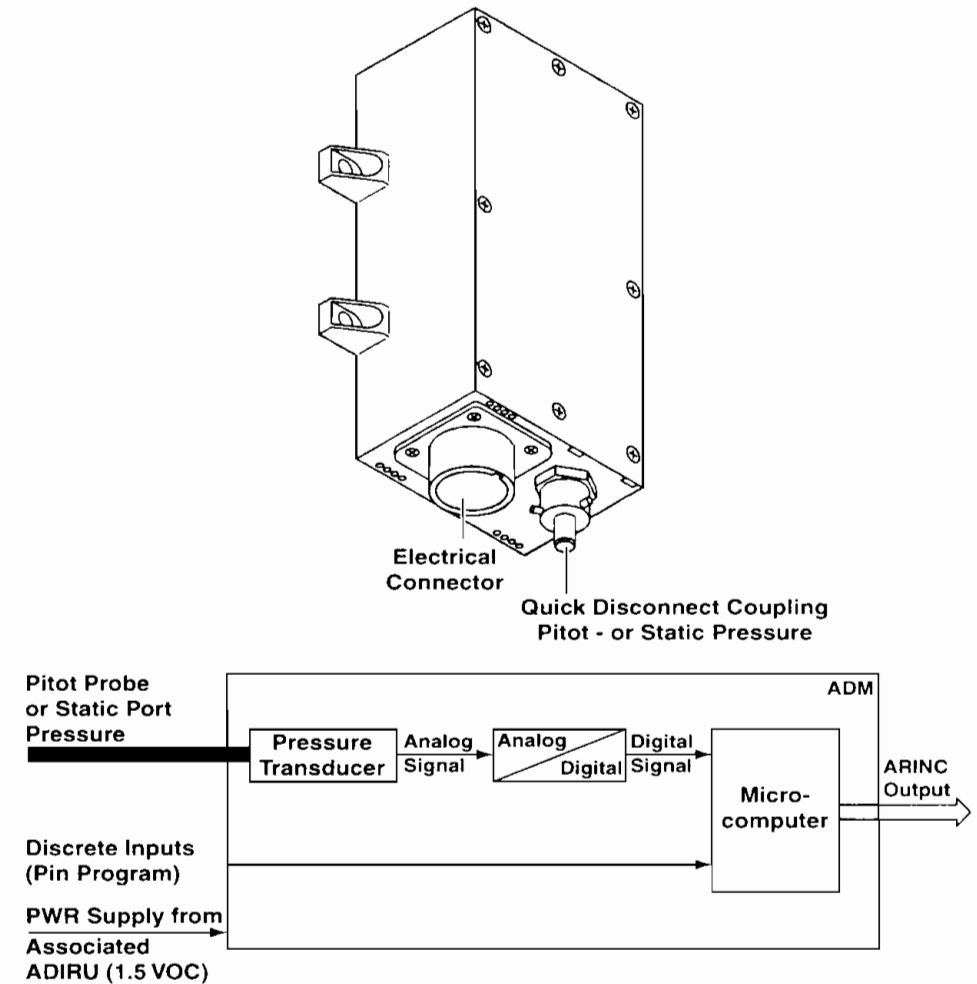 Electrical
Connector
Quick Disconnect Coupling
Pitot - or Static Pressure
Pitot Probe
or Static Port
Pressure
ADM
Pressure
Transducer
Analog
Signal
Analog
Digital
Digital
Signal
Micro-
computer
ARINC
Output
Discrete Inputs
(Pin Program)
PWR Supply from
Associated
ADIRU (1.5 VOC)